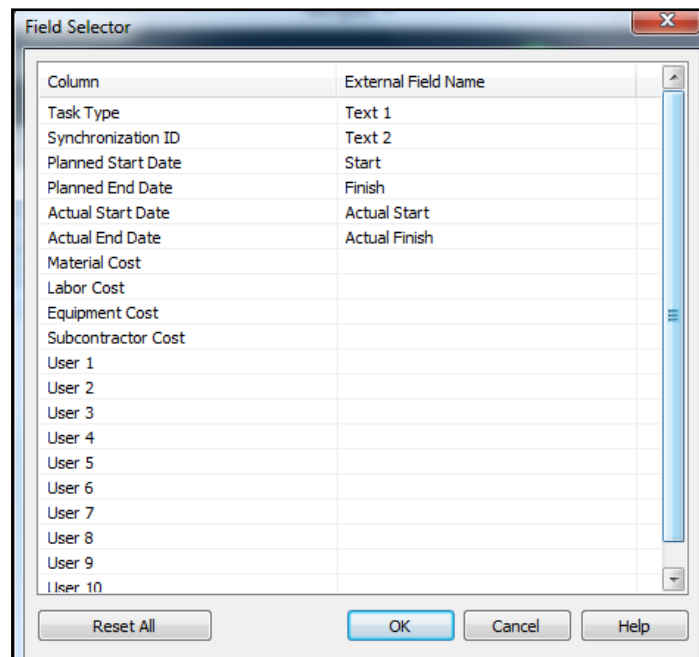 Field Selector
Column External Field Name
Task Type Text 1
Synchronization ID Text 2
Planned Start Date Start
Planned End Date Finish
Actual Start Date Actual Start
Actual End Date Actual Finish
Material Cost
Labor Cost
Equipment Cost
Subcontractor Cost
User 1
User 2
User 3
User 4
User 5
User 6
User 7
User 8
User 9
User 10
Reset All OK Cancel Help